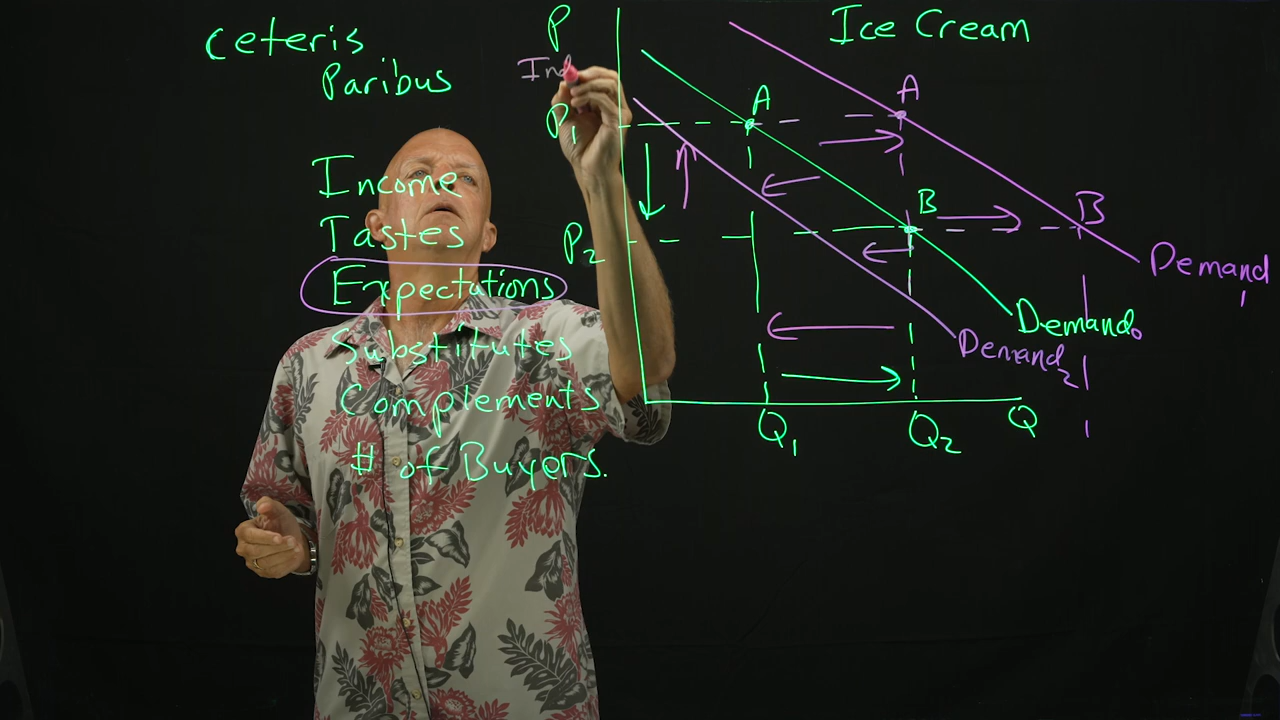 Ceteris
Paribus
Income
Tastes
Expectations
Substitutes
Complements
# of Buyers.
Ice Cream
P
P1
P2
A
B
A
B
Demand1
Demand0
Demand2
Q1
Q2
Q